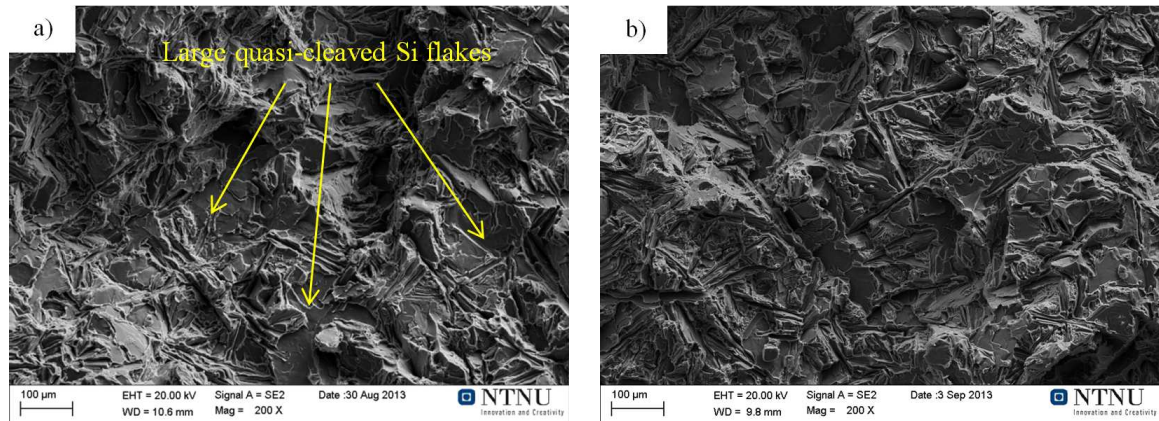 a)
Large quasi-cleaved Si flakes
100 µm
EHT = 20.00 kV
Signal A = SE2
Date :30 Aug 2013
WD = 10.6 mm
Mag = 200 X
NTNU
Innovation and Creativity
b)
100 µm
EHT = 20.00 kV
Signal A = SE2
Date :3 Sep 2013
WD = 9.8 mm
Mag = 200 X
NTNU
Innovation and Creativity